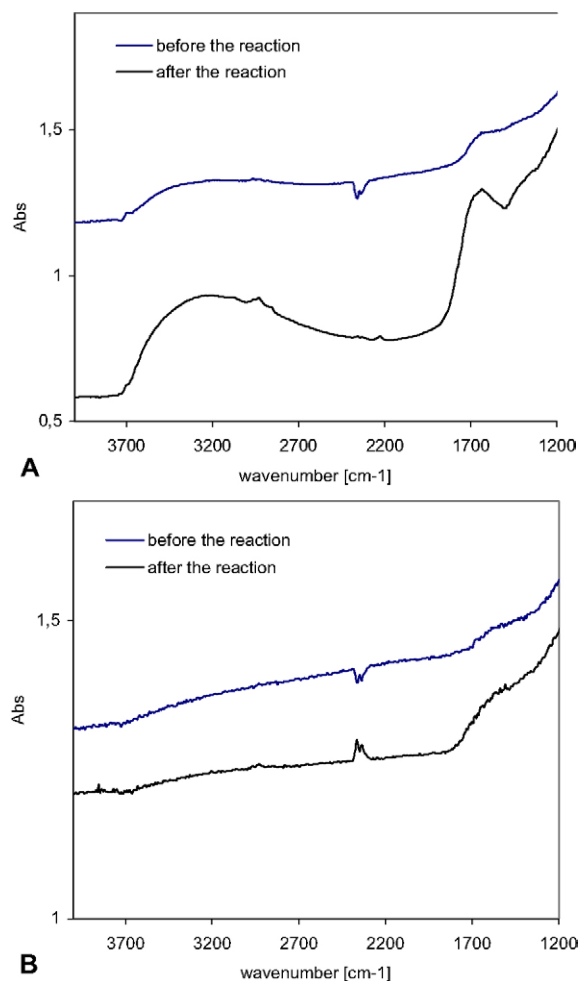 before the reaction
after the reaction
1,5
Abs
1
0,5
3700 3200 2700 2200 1700 1200
A
wavenumber [cm-1]
before the reaction
after the reaction
1,5
Abs
1
3700 3200 2700 2200 1700 1200
B
wavenumber [cm-1]